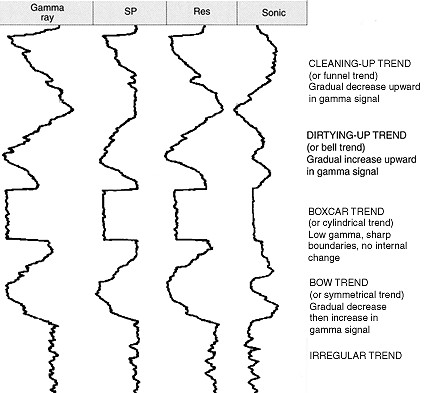 Gamma
ray
SP
Res
Sonic
CLEANING-UP TREND
(or funnel trend)
Gradual decrease upward
in gamma signal
DIRTYING-UP TREND
(or bell trend)
Gradual increase upward
in gamma signal
BOXCAR TREND
(or cylindrical trend)
Low gamma, sharp
boundaries, no internal
change
BOW TREND
(or symmetrical trend)
Gradual decrease
then increase in
gamma signal
IRREGULAR TREND